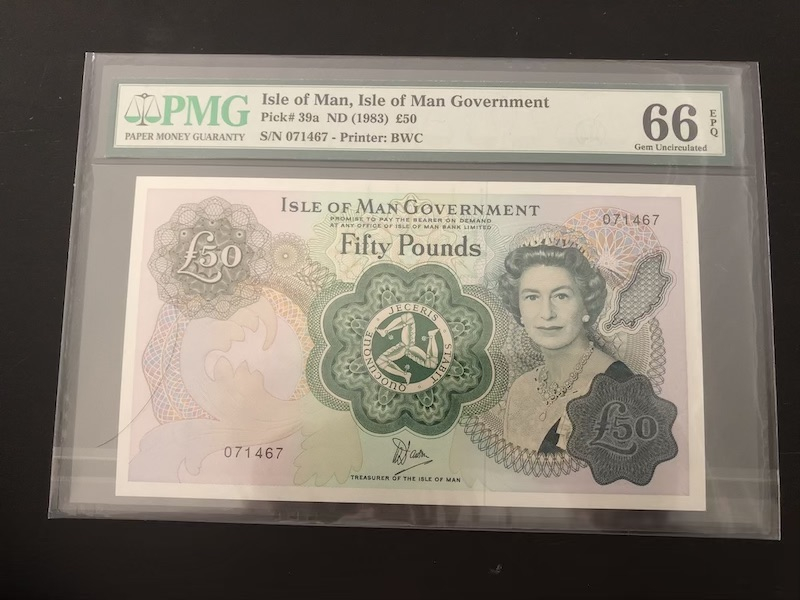 PMG
PAPER MONEY GUARANTY
Isle of Man, Isle of Man Government
Pick# 39a ND (1983) £50
S/N 071467 - Printer: BWC
66 EPQ
Gem Uncirculated
ISLE OF MAN GOVERNMENT
PROMISE TO PAY THE BEARER ON DEMAND
AT ANY OFFICE OF ISLE OF MAN BANK LIMITED
Fifty Pounds
071467
£50
QUOCUNQUE · JECERIS · STABIT
£50
071467
TREASURER OF THE ISLE OF MAN